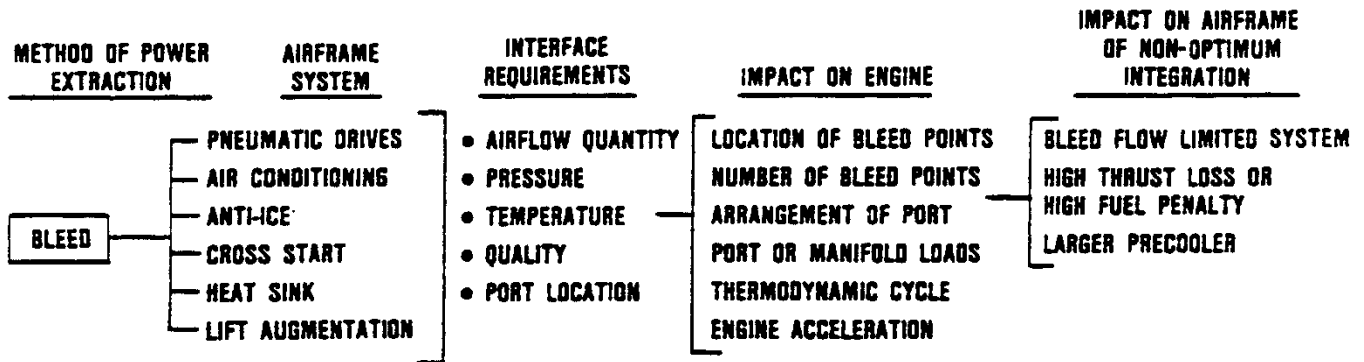 METHOD OF POWER
EXTRACTION
AIRFRAME
SYSTEM
INTERFACE
REQUIREMENTS
IMPACT ON ENGINE
IMPACT ON AIRFRAME
OF NON-OPTIMUM
INTEGRATION
BLEED
PNEUMATIC DRIVES
AIR CONDITIONING
ANTI-ICE
CROSS START
HEAT SINK
LIFT AUGMENTATION
• AIRFLOW QUANTITY
• PRESSURE
• TEMPERATURE
• QUALITY
• PORT LOCATION
LOCATION OF BLEED POINTS
NUMBER OF BLEED POINTS
ARRANGEMENT OF PORT
PORT OR MANIFOLD LOADS
THERMODYNAMIC CYCLE
ENGINE ACCELERATION
BLEED FLOW LIMITED SYSTEM
HIGH THRUST LOSS OR
HIGH FUEL PENALTY
LARGER PRECOOLER